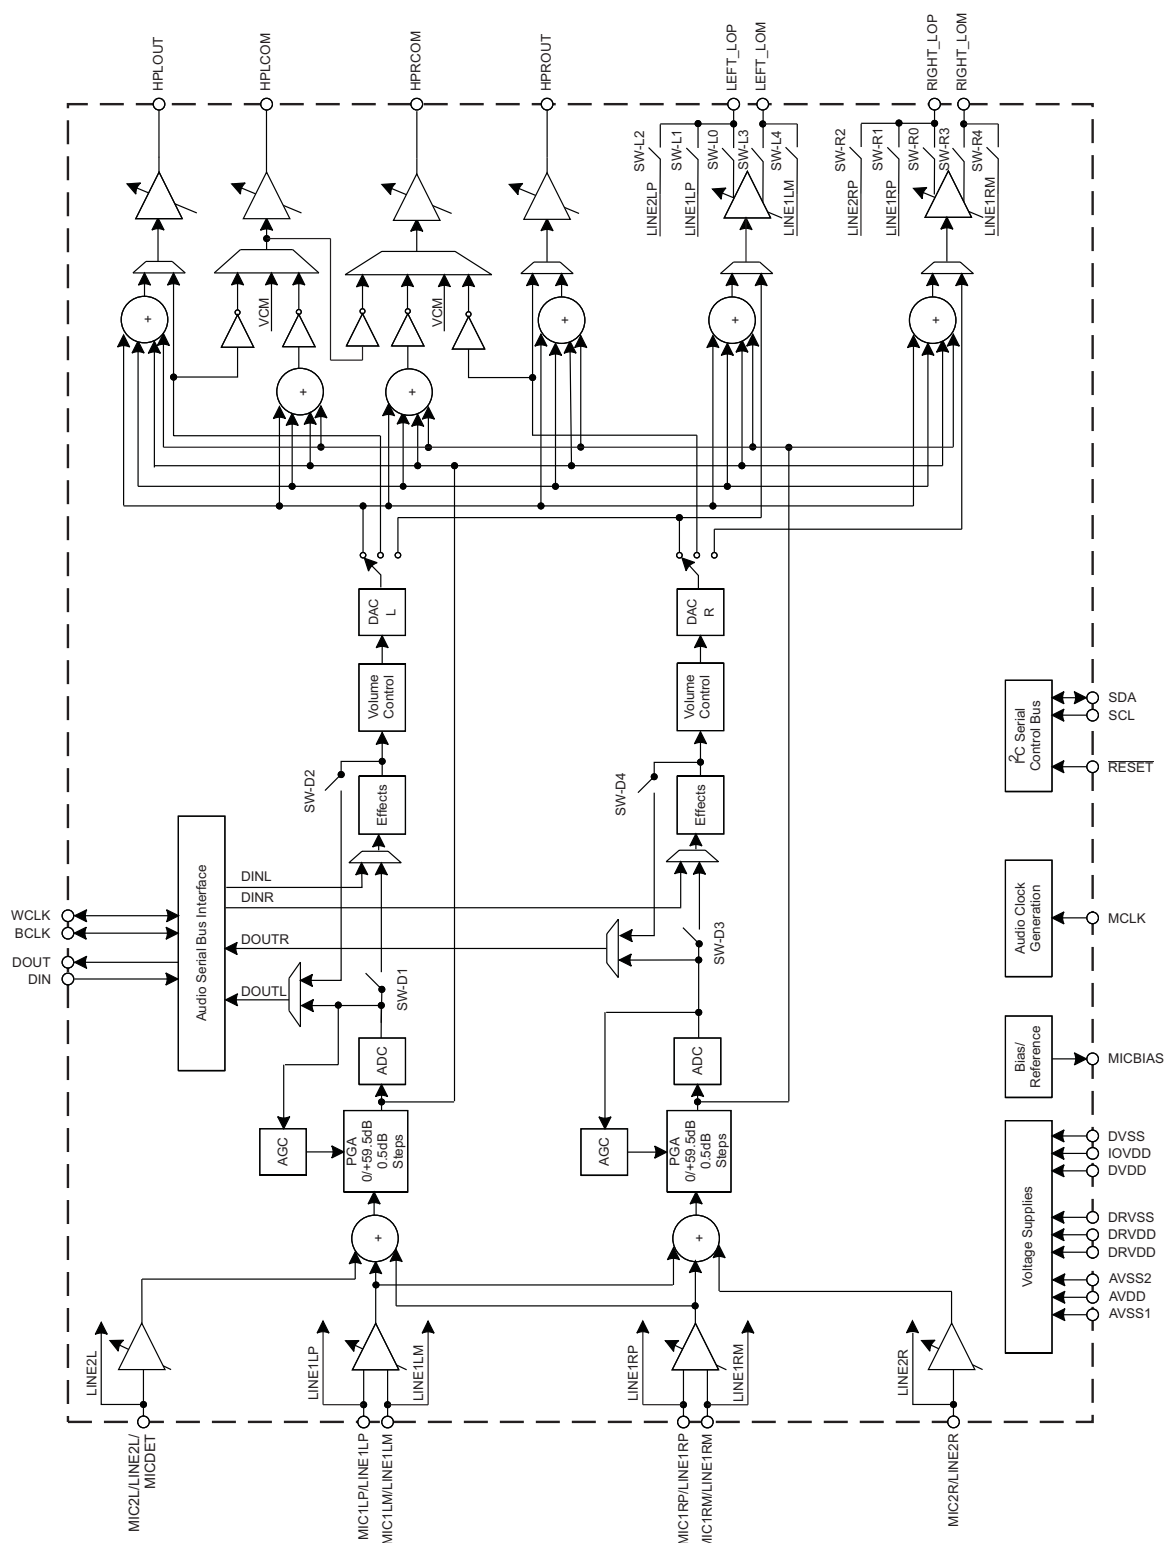 HPLOUT
HPLCOM
HPRCOM
HPROUT
LEFT_LOP
LEFT_LOM
RIGHT_LOP
RIGHT_LOM
SW-L2
SW-L1
SW-L0
SW-L3
SW-L4
SW-R2
SW-R1
SW-R0
SW-R3
SW-R4
LINE2LP
LINE1LP
LINE1LM
LINE2RP
LINE1RP
LINE1RM
VCM
VCM
+
+
+
+
+
+
DAC
L
DAC
R
Volume
Control
Volume
Control
SW-D2
Effects
SW-D4
Effects
I2C Serial
Control Bus
SDA
SCL
RESET
Audio Serial Bus Interface
WCLK
BCLK
DOUT
DIN
DINL
DINR
DOUTR
DOUTL
SW-D1
SW-D3
Audio Clock
Generation
MCLK
ADC
ADC
Bias/
Reference
MICBIAS
AGC
PGA
0/+59.5dB
0.5dB
Steps
AGC
PGA
0/+59.5dB
0.5dB
Steps
+
+
Voltage Supplies
DVSS
IOVDD
DVDD
DRVSS
DRVDD
DRVDD
AVSS2
AVDD
AVSS1
LINE2L
LINE1LP
LINE1LM
LINE1RP
LINE1RM
LINE2R
MIC2L/LINE2L/
MICDET
MIC1LP/LINE1LP
MIC1LM/LINE1LM
MIC1RP/LINE1RP
MIC1RM/LINE1RM
MIC2R/LINE2R